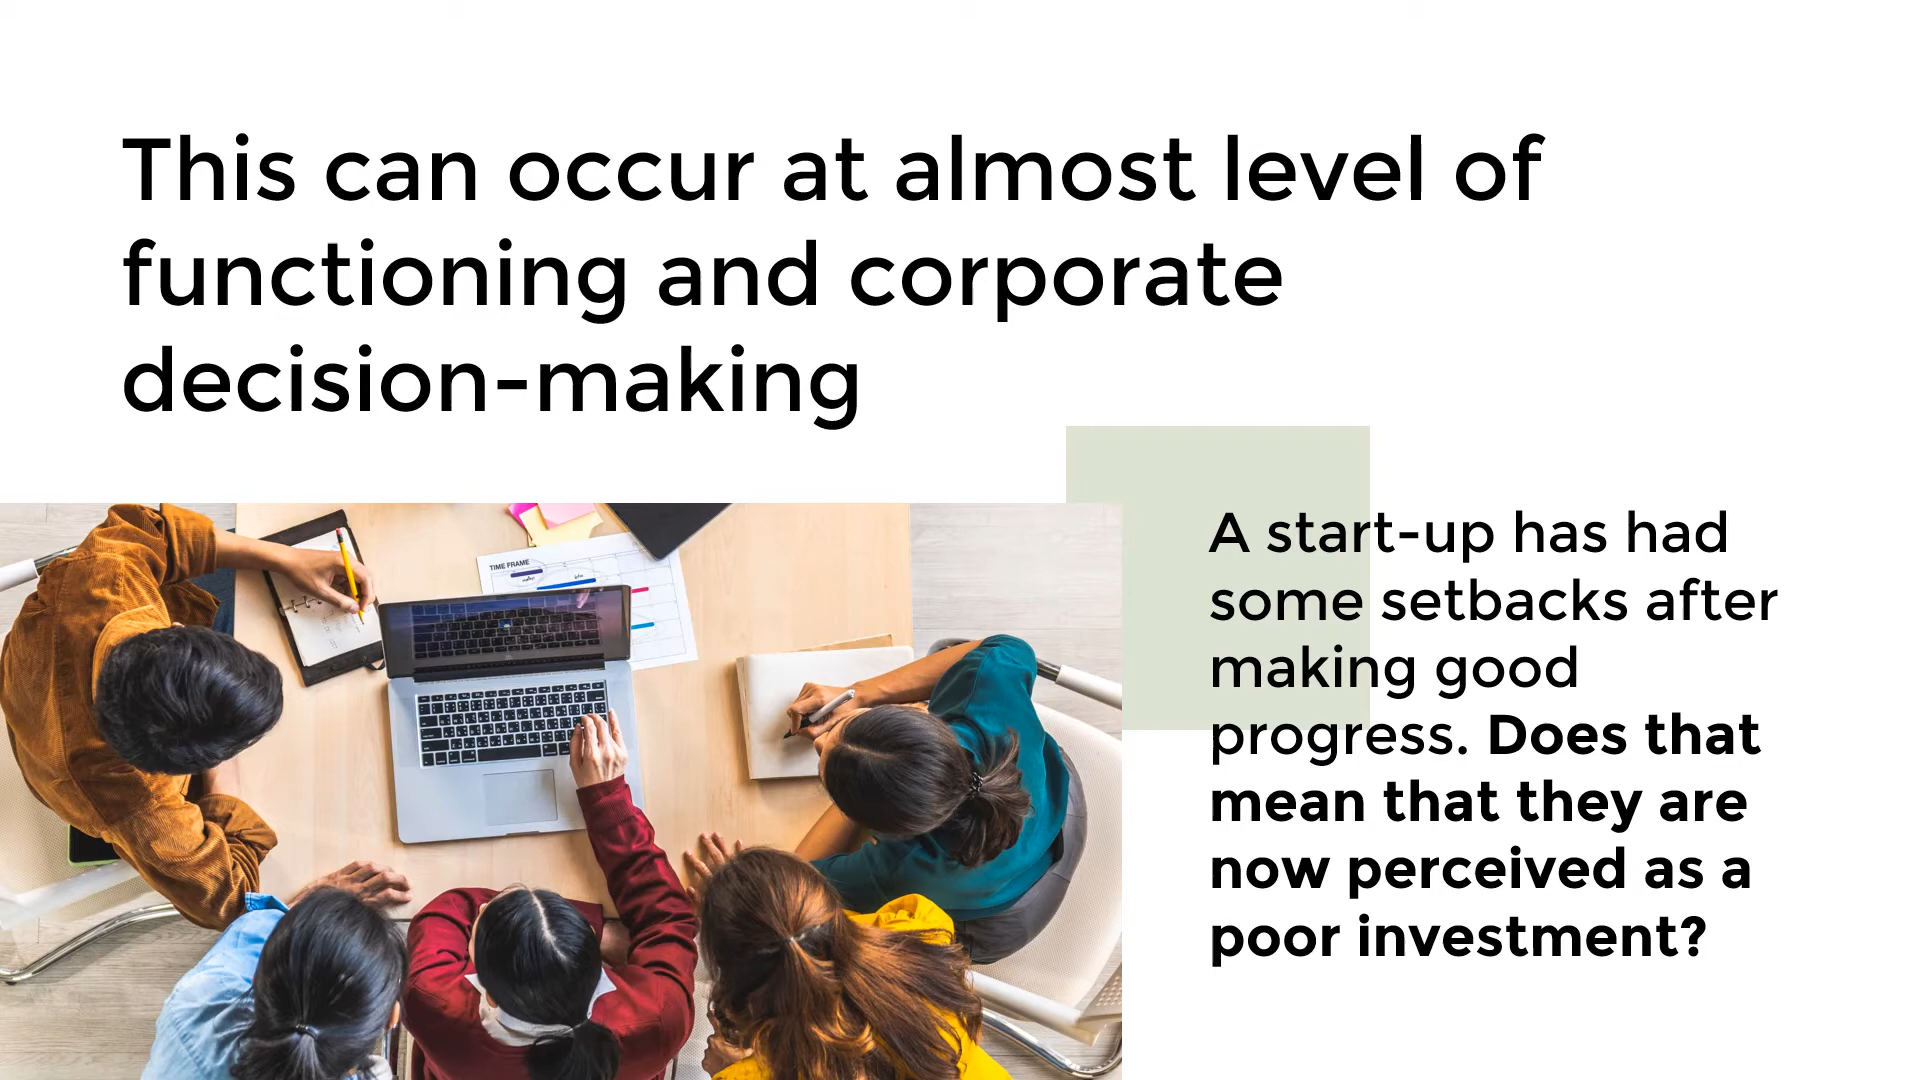 This can occur at almost level of
functioning and corporate
decision-making
A start-up has had
some setbacks after
making good
progress. Does that
mean that they are
now perceived as a
poor investment?
TIME FRAME